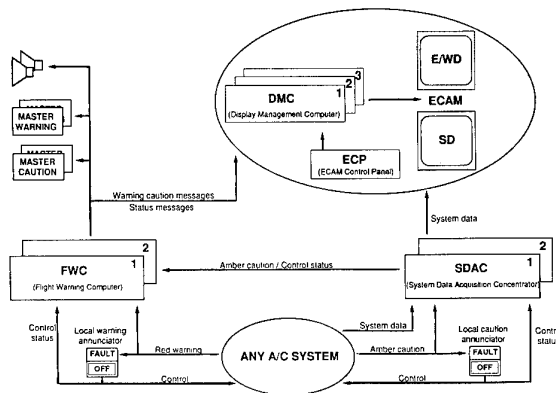 E/WD
3
2
1
DMC
(Display Management Computer)
ECAM
MASTER
WARNING
SD
ECP
(ECAM Control Panel)
MASTER
CAUTION
Warning caution messages
Status messages
System data
2
1
FWC
(Flight Warning Computer)
Amber caution / Control status
2
1
SDAC
(System Data Acquisition Concentrator)
Control
status
Local warning
annunciator
FAULT
OFF
Red warning
System data
ANY A/C SYSTEM
Amber caution
Local caution
annunciator
FAULT
OFF
Control
Control
status